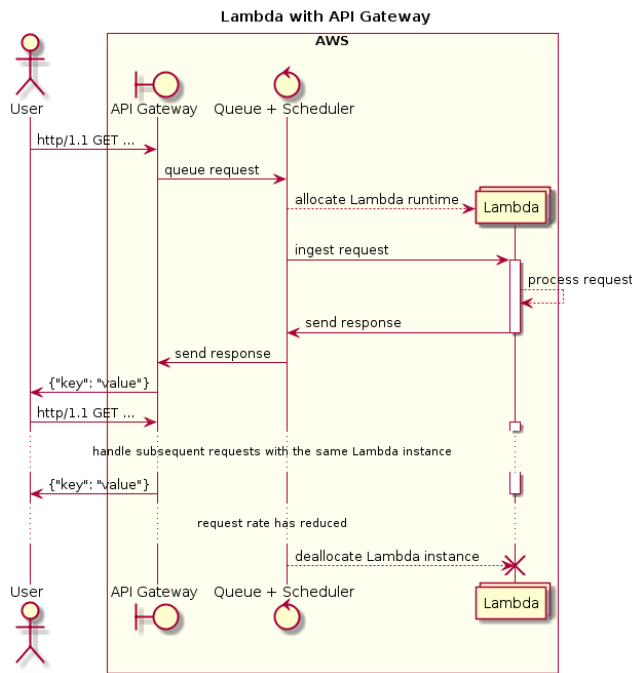 Lambda with API Gateway
AWS
User
API Gateway
Queue + Scheduler
http/1.1 GET ...
queue request
allocate Lambda runtime
Lambda
ingest request
process request
send response
send response
{"key": "value"}
http/1.1 GET ...
handle subsequent requests with the same Lambda instance
{"key": "value"}
request rate has reduced
deallocate Lambda instance
User
API Gateway
Queue + Scheduler
Lambda